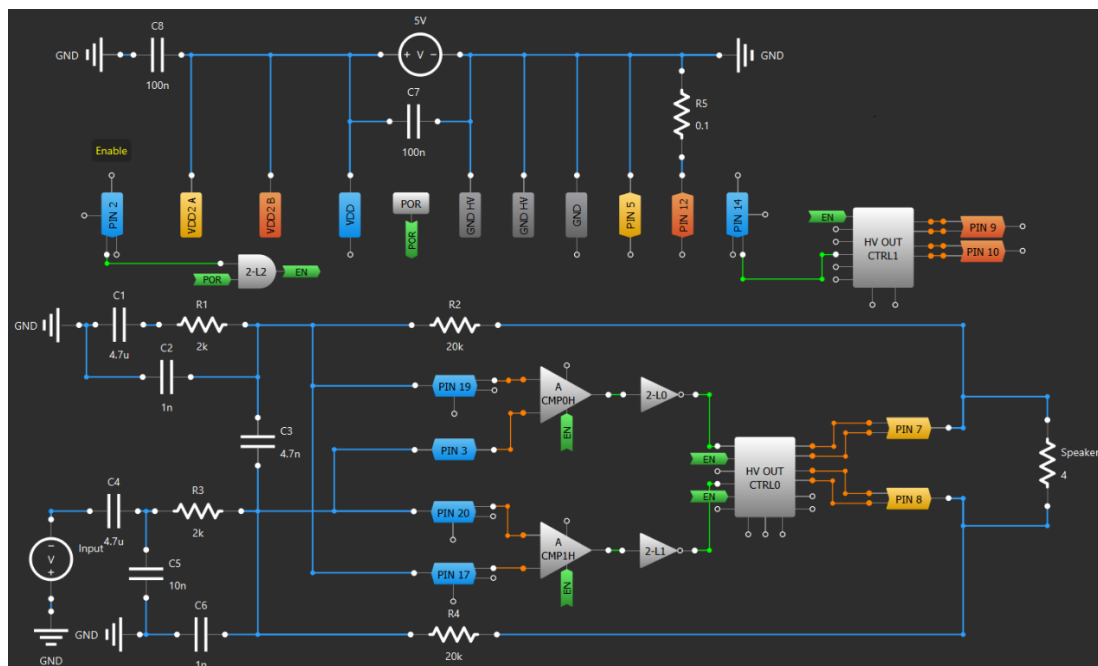 5V
C8
GND
+ V -
GND
100n
C7
100n
R5
0.1
Enable
PIN 2
VDD2 A
VDD2 B
VDD
POR
POR
GND HV
GND HV
GND
PIN 5
PIN 12
PIN 14
EN
HV OUT
CTRL1
PIN 9
PIN 10
POR
2-L2
EN
C1
R1
R2
GND
4.7u
2k
20k
C2
1n
PIN 19
A
CMP0H
2-L0
EN
C3
4.7n
PIN 3
EN
HV OUT
CTRL0
EN
PIN 7
Speaker
4
PIN 8
C4
R3
4.7u
2k
PIN 20
A
CMP1H
2-L1
EN
Input
- V +
C5
10n
PIN 17
C6
GND
1n
R4
20k
GND